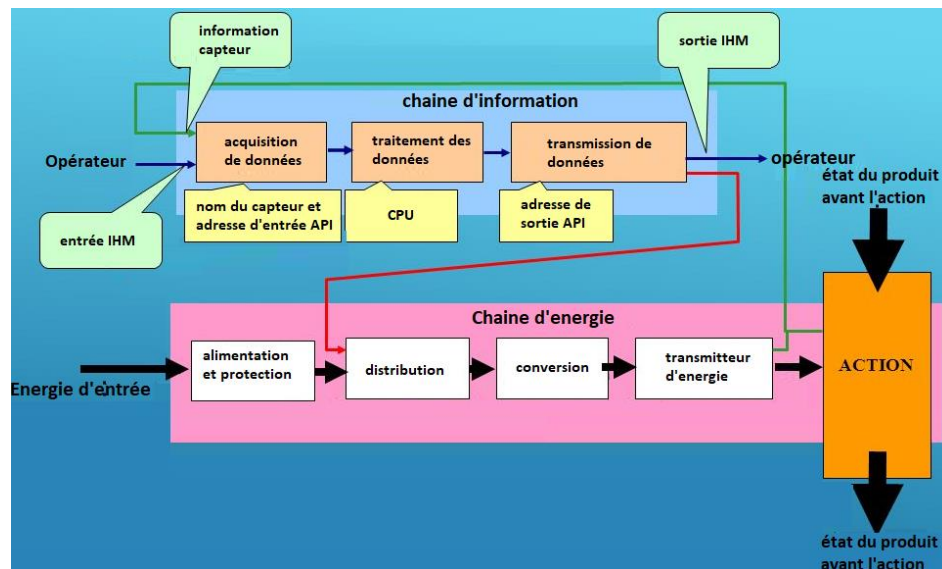 information
capteur
sortie IHM
chaine d'information
acquisition
de données
traitement des
données
transmission de
données
Opérateur
opérateur
nom du capteur et
adresse d'entrée API
CPU
adresse de
sortie API
entrée IHM
état du produit
avant l'action
Chaine d'energie
alimentation
et protection
distribution
conversion
transmitteur
d'energie
ACTION
Energie d'entrée
état du produit
avant l'action